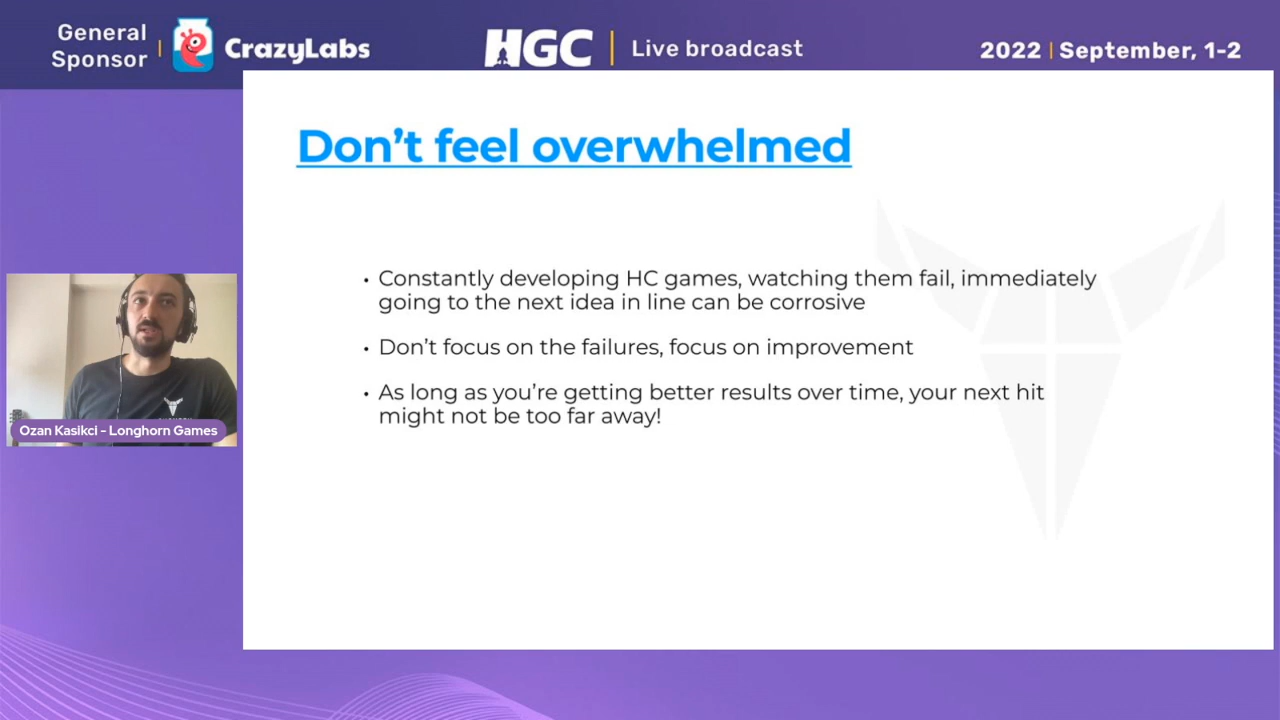 General
Sponsor
CrazyLabs
HGC
Live broadcast
2022 | September, 1-2
Don't feel overwhelmed
• Constantly developing HC games, watching them fail, immediately
going to the next idea in line can be corrosive
• Don't focus on the failures, focus on improvement
• As long as you're getting better results over time, your next hit
might not be too far away!
Ozan Kasikci - Longhorn Games